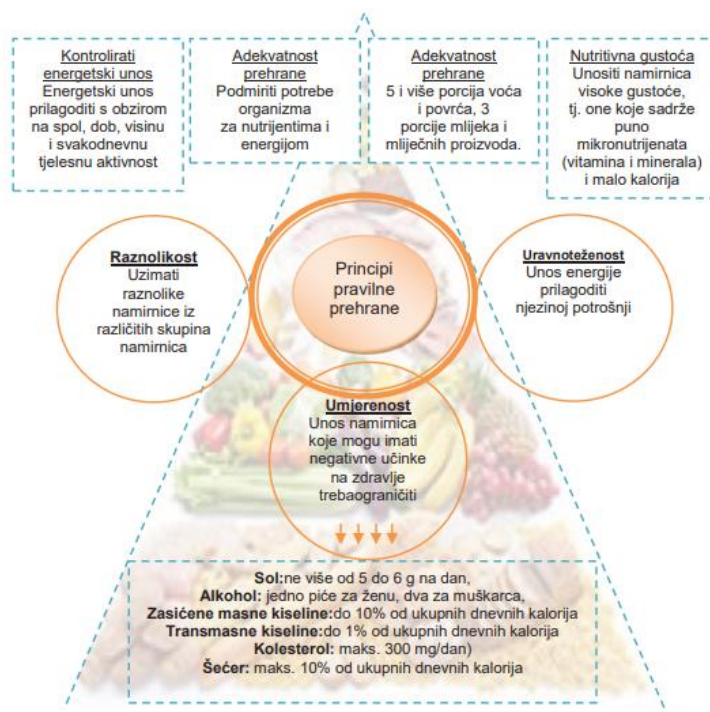 Kontrolirati
energetski unos
Energetski unos
prilagoditi s obzirom
na spol, dob, visinu
i svakodnevnu
tjelesnu aktivnost
Adekvatnost
prehrane
Podmiriti potrebe
organizma
za nutrijentima i
energijom
Adekvatnost
prehrane
5 i više porcija voća
i povrća, 3
porcije mlijeka i
mliječnih proizvoda.
Nutritivna gustoća
Unositi namirnica
visoke gustoće,
tj. one koje sadrže
puno
mikronutrijenata
(vitamina i minerala)
i malo kalorija
Raznolikost
Uzimati
raznolike
namirnice iz
različitih skupina
namirnica
Principi
pravilne
prehrane
Uravnoteženost
Unos energije
prilagoditi
njezinoj potrošnji
Umjerenost
Unos namirnica
koje mogu imati
negativne učinke
na zdravlje
trebaograničiti
Sol:ne više od 5 do 6 g na dan,
Alkohol: jedno piće za ženu, dva za muškarca,
Zasićene masne kiseline:do 10% od ukupnih dnevnih kalorija
Transmasne kiseline:do 1% od ukupnih dnevnih kalorija
Kolesterol: maks. 300 mg/dan)
Šećer: maks. 10% od ukupnih dnevnih kalorija